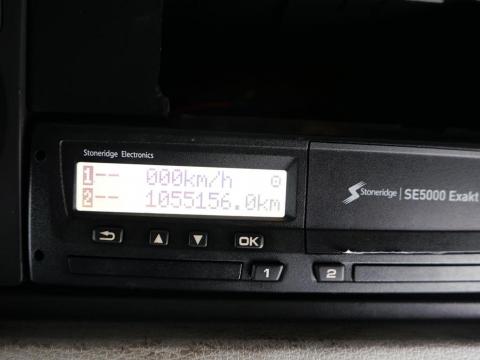 Stoneridge Electronics
1-- 000km/h
2-- 1055156.0km
Stoneridge | SE5000 Exakt
OK
1 2